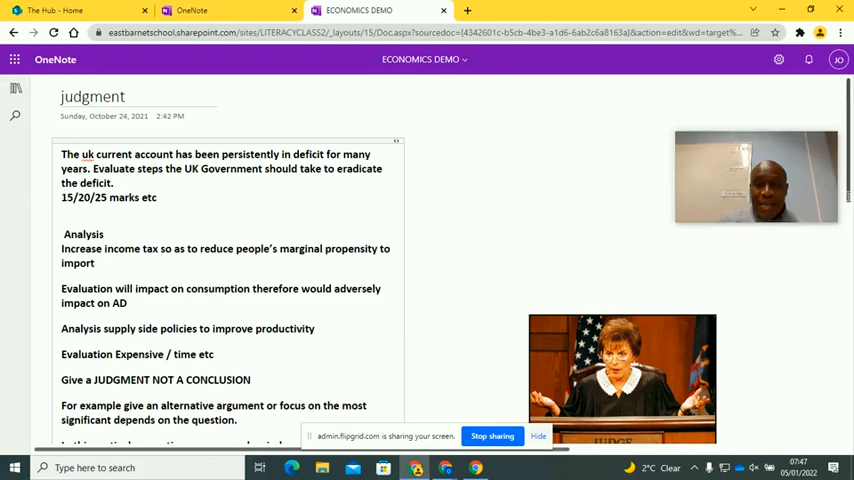 The Hub - Home
OneNote
ECONOMICS DEMO
eastbarnetschool.sharepoint.com/sites/LITERACYCLASS2/_layouts/15/Doc.aspx?sourcedoc={4342601c-b5cb-4be3-a1d6-6ab2c6a8163a}&action=edit&wd=target%...
OneNote
ECONOMICS DEMO
JO
judgment
Sunday, October 24, 2021 2:42 PM
The uk current account has been persistently in deficit for many
years. Evaluate steps the UK Government should take to eradicate
the deficit.
15/20/25 marks etc
Analysis
Increase income tax so as to reduce people's marginal propensity to
import
Evaluation will impact on consumption therefore would adversely
impact on AD
Analysis supply side policies to improve productivity
Evaluation Expensive / time etc
Give a JUDGMENT NOT A CONCLUSION
For example give an alternative argument or focus on the most
significant depends on the question.
JUDGE
admin.flipgrid.com is sharing your screen.
Stop sharing
Hide
Type here to search
2°C Clear
07:47
05/01/2022